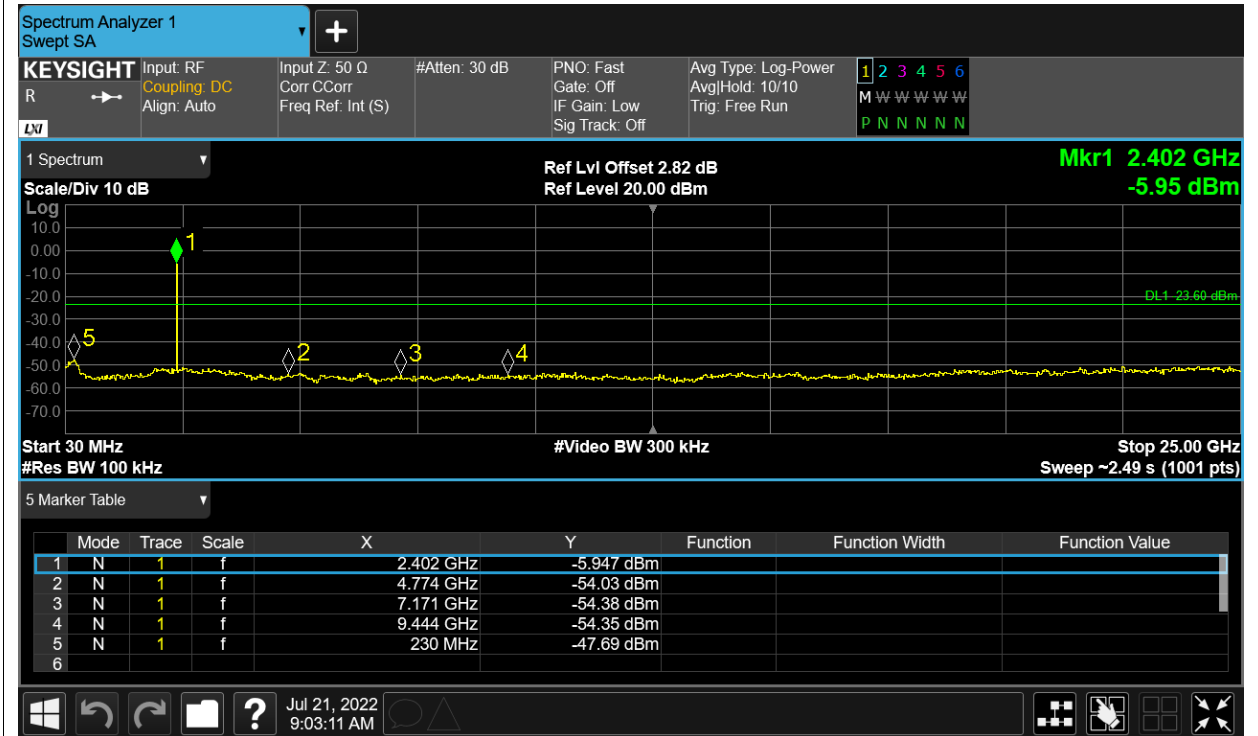 Spectrum Analyzer 1
Swept SA
KEYSIGHT
R
LXI
Input: RF
Coupling: DC
Align: Auto
Input Z: 50 Ω
Corr CCorr
Freq Ref: Int (S)
#Atten: 30 dB
PNO: Fast
Gate: Off
IF Gain: Low
Sig Track: Off
Avg Type: Log-Power
Avg|Hold: 10/10
Trig: Free Run
1 2 3 4 5 6
M W W W W W
P N N N N N
1 Spectrum
Scale/Div 10 dB
Ref Lvl Offset 2.82 dB
Ref Level 20.00 dBm
Mkr1 2.402 GHz
-5.95 dBm
Log
10.0
0.00
-10.0
-20.0
-30.0
-40.0
-50.0
-60.0
-70.0
1
5
2
3
4
DL1 -23.60 dBm
Start 30 MHz
#Video BW 300 kHz
Stop 25.00 GHz
#Res BW 100 kHz
Sweep ~2.49 s (1001 pts)
5 Marker Table
Mode Trace Scale X Y Function Function Width Function Value
1 N 1 f 2.402 GHz -5.947 dBm
2 N 1 f 4.774 GHz -54.03 dBm
3 N 1 f 7.171 GHz -54.38 dBm
4 N 1 f 9.444 GHz -54.35 dBm
5 N 1 f 230 MHz -47.69 dBm
6
?
Jul 21, 2022
9:03:11 AM